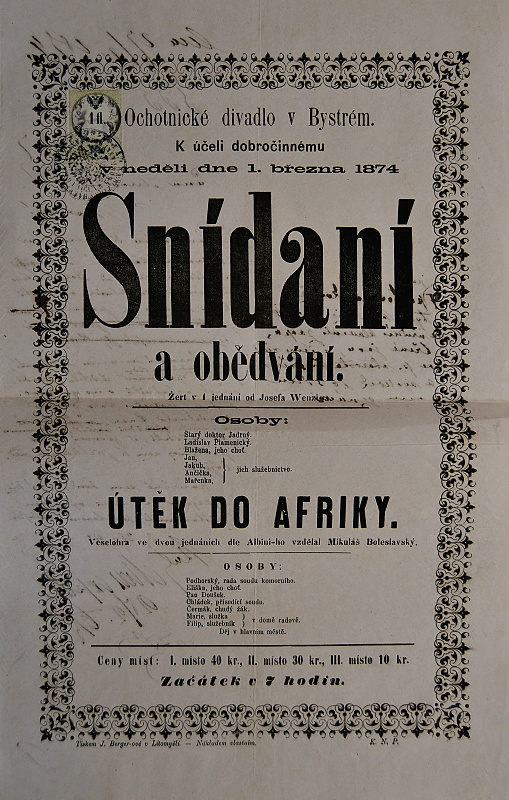 Ochotnické divadlo v Bystrém.
K účeli dobročinnému
v neděli dne 1. března 1874
Snídaní
a obědvání.
Žert v 1 jednání od Josefa Wenziga.
Osoby:
Starý doktor Jadrný.
Ladislav Plamenický.
Blažena, jeho choť.
Jan,
Jakub,
Ančička,
Mařenka,
jich služebnictvo.
ÚTĚK DO AFRIKY.
Veselohra ve dvou jednáních dle Albini-ho vzdělal Mikuláš Boleslavský.
OSOBY:
Podhorský, rada soudu komorního.
Eliška, jeho choť.
Pan Doušek.
Chládek, přísedící soudu.
Čermák, chudý žák.
Marie, služka
Filip, služebník
v domě radově.
Děj v hlavním městě.
Ceny míst: I. místo 40 kr., II. místo 30 kr., III. místo 10 kr.
Začátek v 7 hodin.
Tiskem J. Berger-ové v Litomyšli. — Nákladem vlastním.
K. N. P.